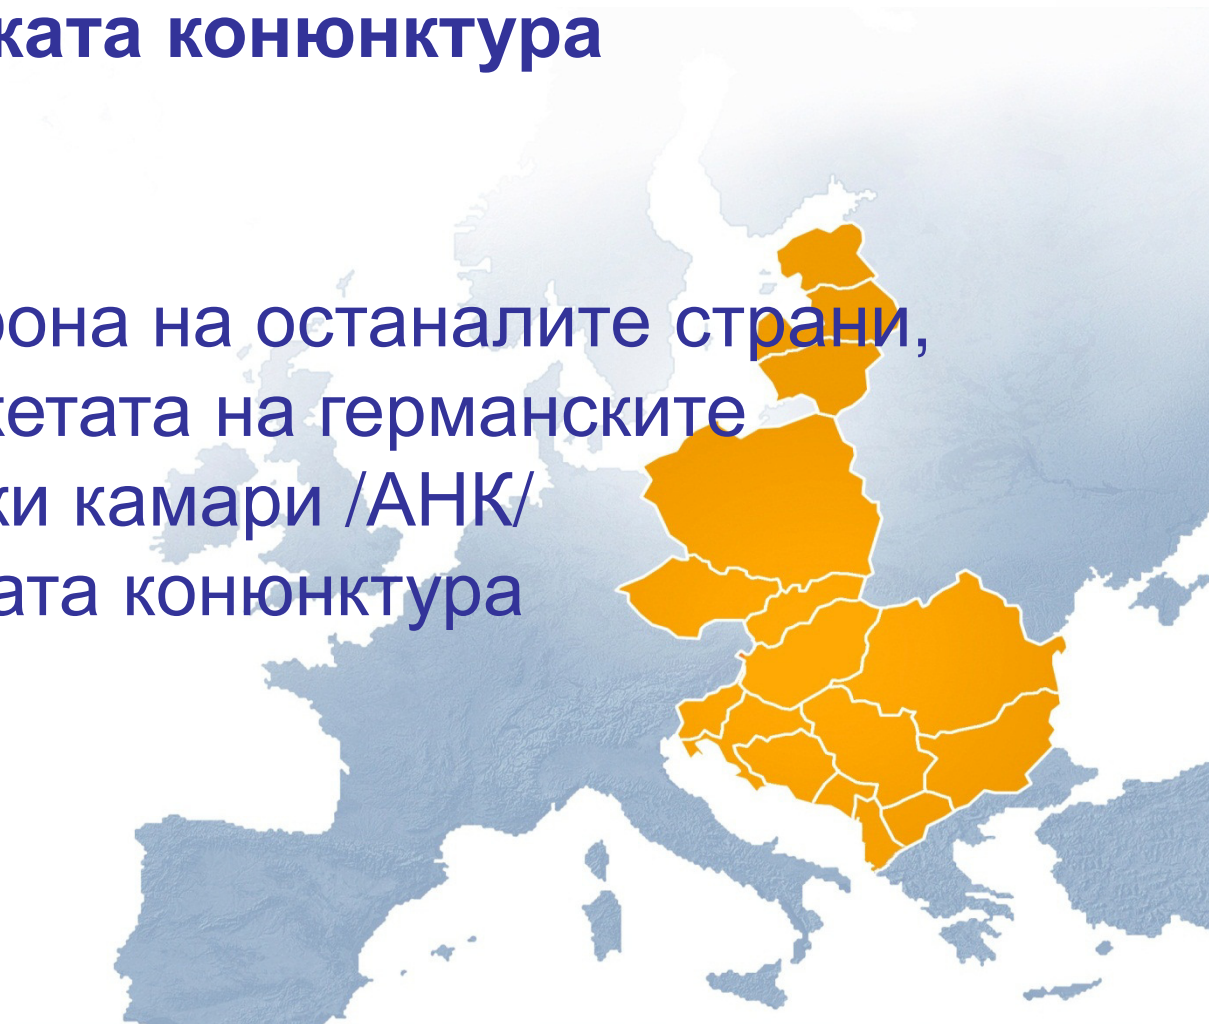 ката конюнктура
рона на останалите страни,
кетата на германските
ки камари /АНК/
ата конюнктура